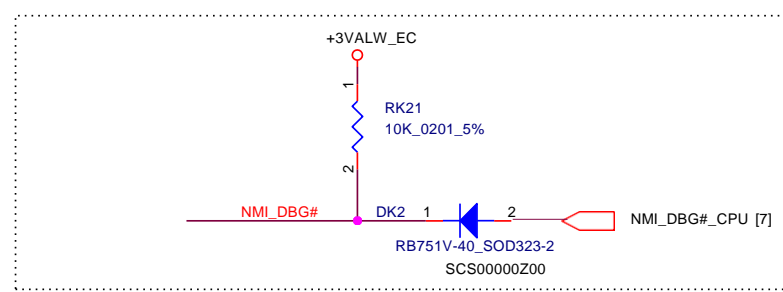 +3VALW_EC
1
RK21
10K_0201_5%
2
NMI_DBG#
DK2
1
2
NMI_DBG#_CPU [7]
RB751V-40_SOD323-2
SCS00000Z00